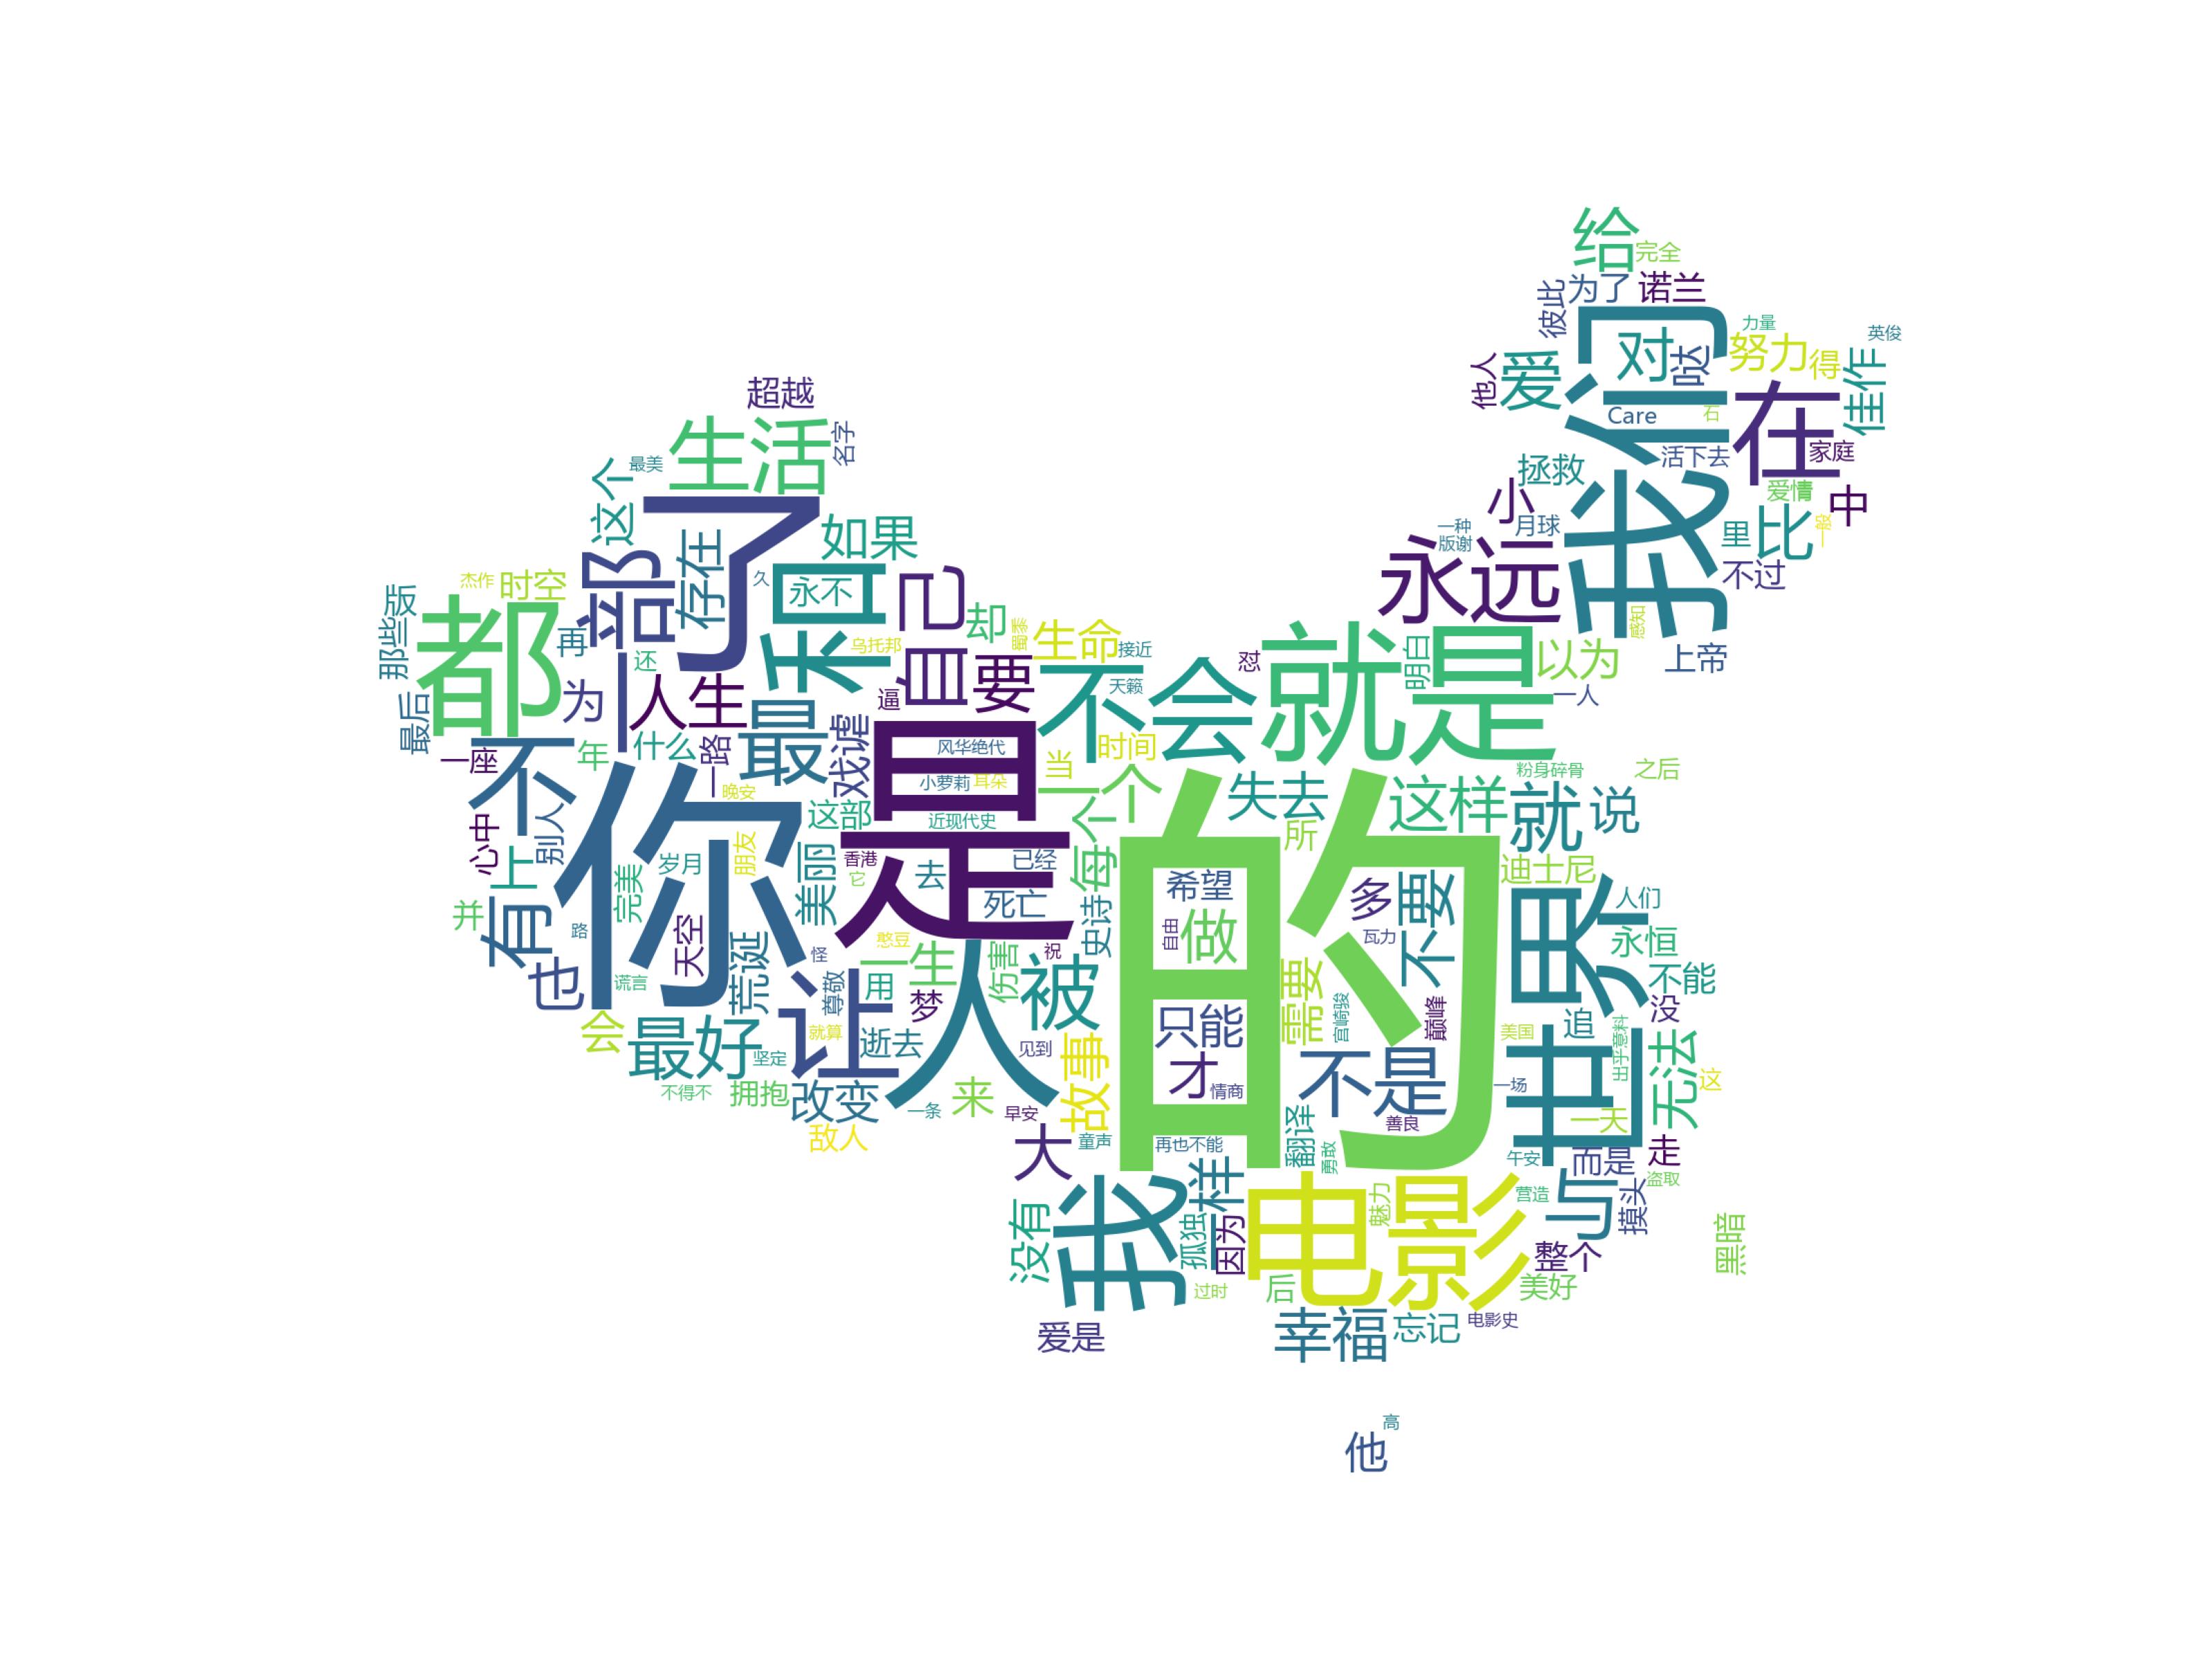 给
完全
彼此
为了
诺兰
我们
对
哒
力量
英俊
努力
得
佳作
他人
爱
Care
石
在
家庭
活下去
超越
生活
名字
最美
这个
拯救
小
月球
爱情
中
一种
版谢
里
比
一般
不过
永远
感知
上帝
了
一部
存在
如果
久
和
永不
自己
却
杰作
时空
版
那些
都
再
还
为
人生
乌托邦
逼
要
生命
接近
不会
天籁
怼
就是
明白
以为
一人
最后
一座
不
年
什么
一路
最
戏谑
是
风华绝代
小萝莉
耳朵
近现代史
当
时间
一个
失去
这样
粉身碎骨
之后
就
说
心中
别人
上
你
晚安
这部
朋友
岁月
完美
美丽
香港
它
去
已经
死亡
每个
的
所
希望
做
自由
多
不要
瓦力
迪士尼
世界
人们
永恒
不能
没
并
有
路
也
谎言
天空
荒诞
怪
憨豆
一生
伤害
祝
史诗
被
尊敬
用
梦
让
就算
逝去
人
见到
需要
宫崎骏
巅峰
只能
才
情商
不是
善良
美国
追
出乎意料
无法
这
一场
一天
会
最好
坚定
不得不
拥抱
改变
敌人
一条
来
早安
故事
大
童声
再也不能
翻译
勇敢
午安
而是
走
盗取
没有
我
一样
孤独
因为
过时
电影
魅力
后
营造
与
摸头
整个
美好
黑暗
爱是
幸福
忘记
电影史
高
他